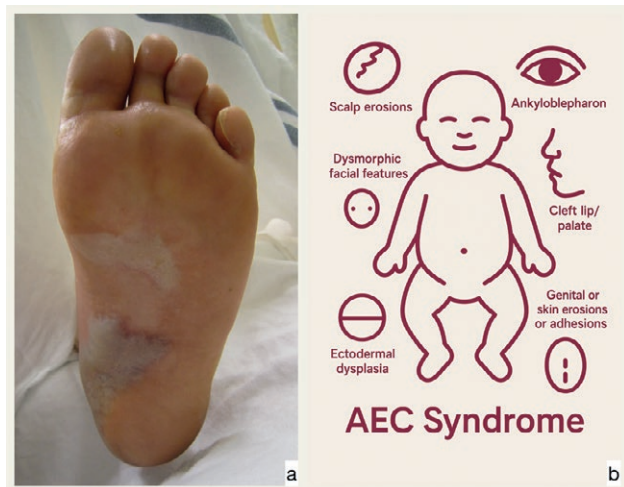 Scalp erosions
Ankyloblepharon
Dysmorphic
facial features
Cleft lip/
palate
Ectodermal
dysplasia
Genital or
skin erosions
or adhesions
AEC Syndrome
a
b